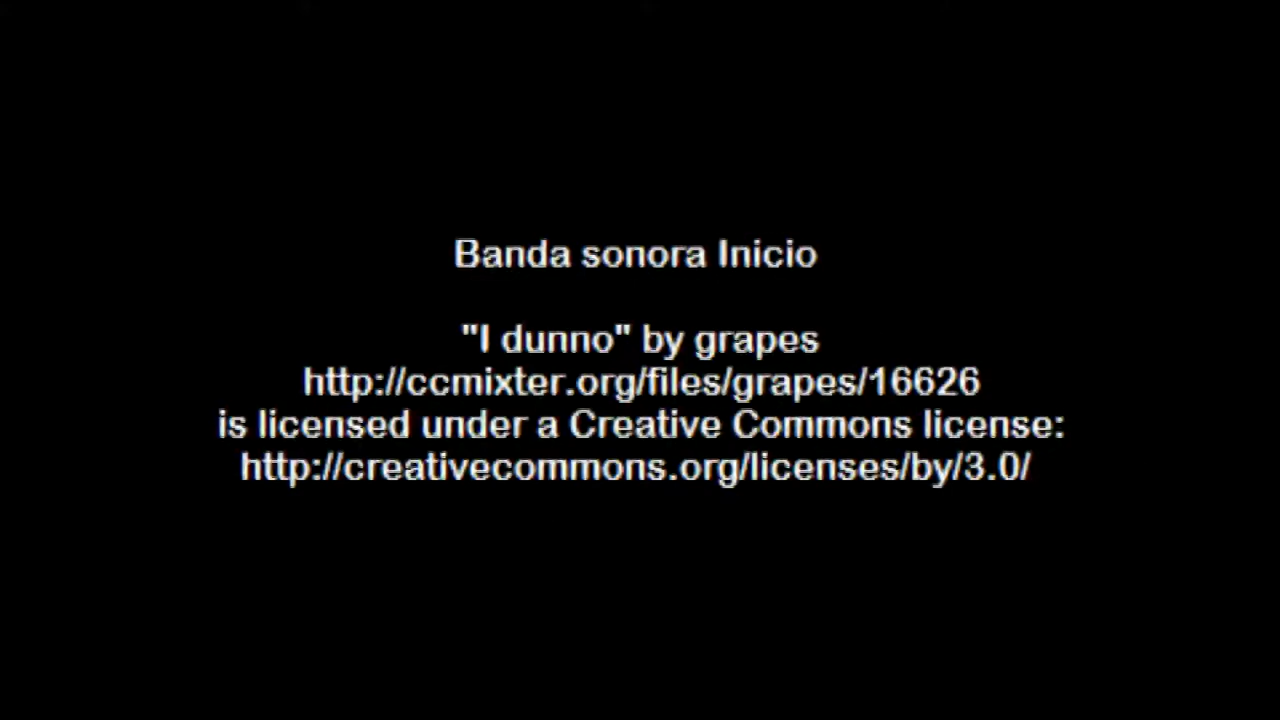 Banda sonora Inicio
"I dunno" by grapes
http://ccmixter.org/files/grapes/16626
is licensed under a Creative Commons license:
http://creativecommons.org/licenses/by/3.0/